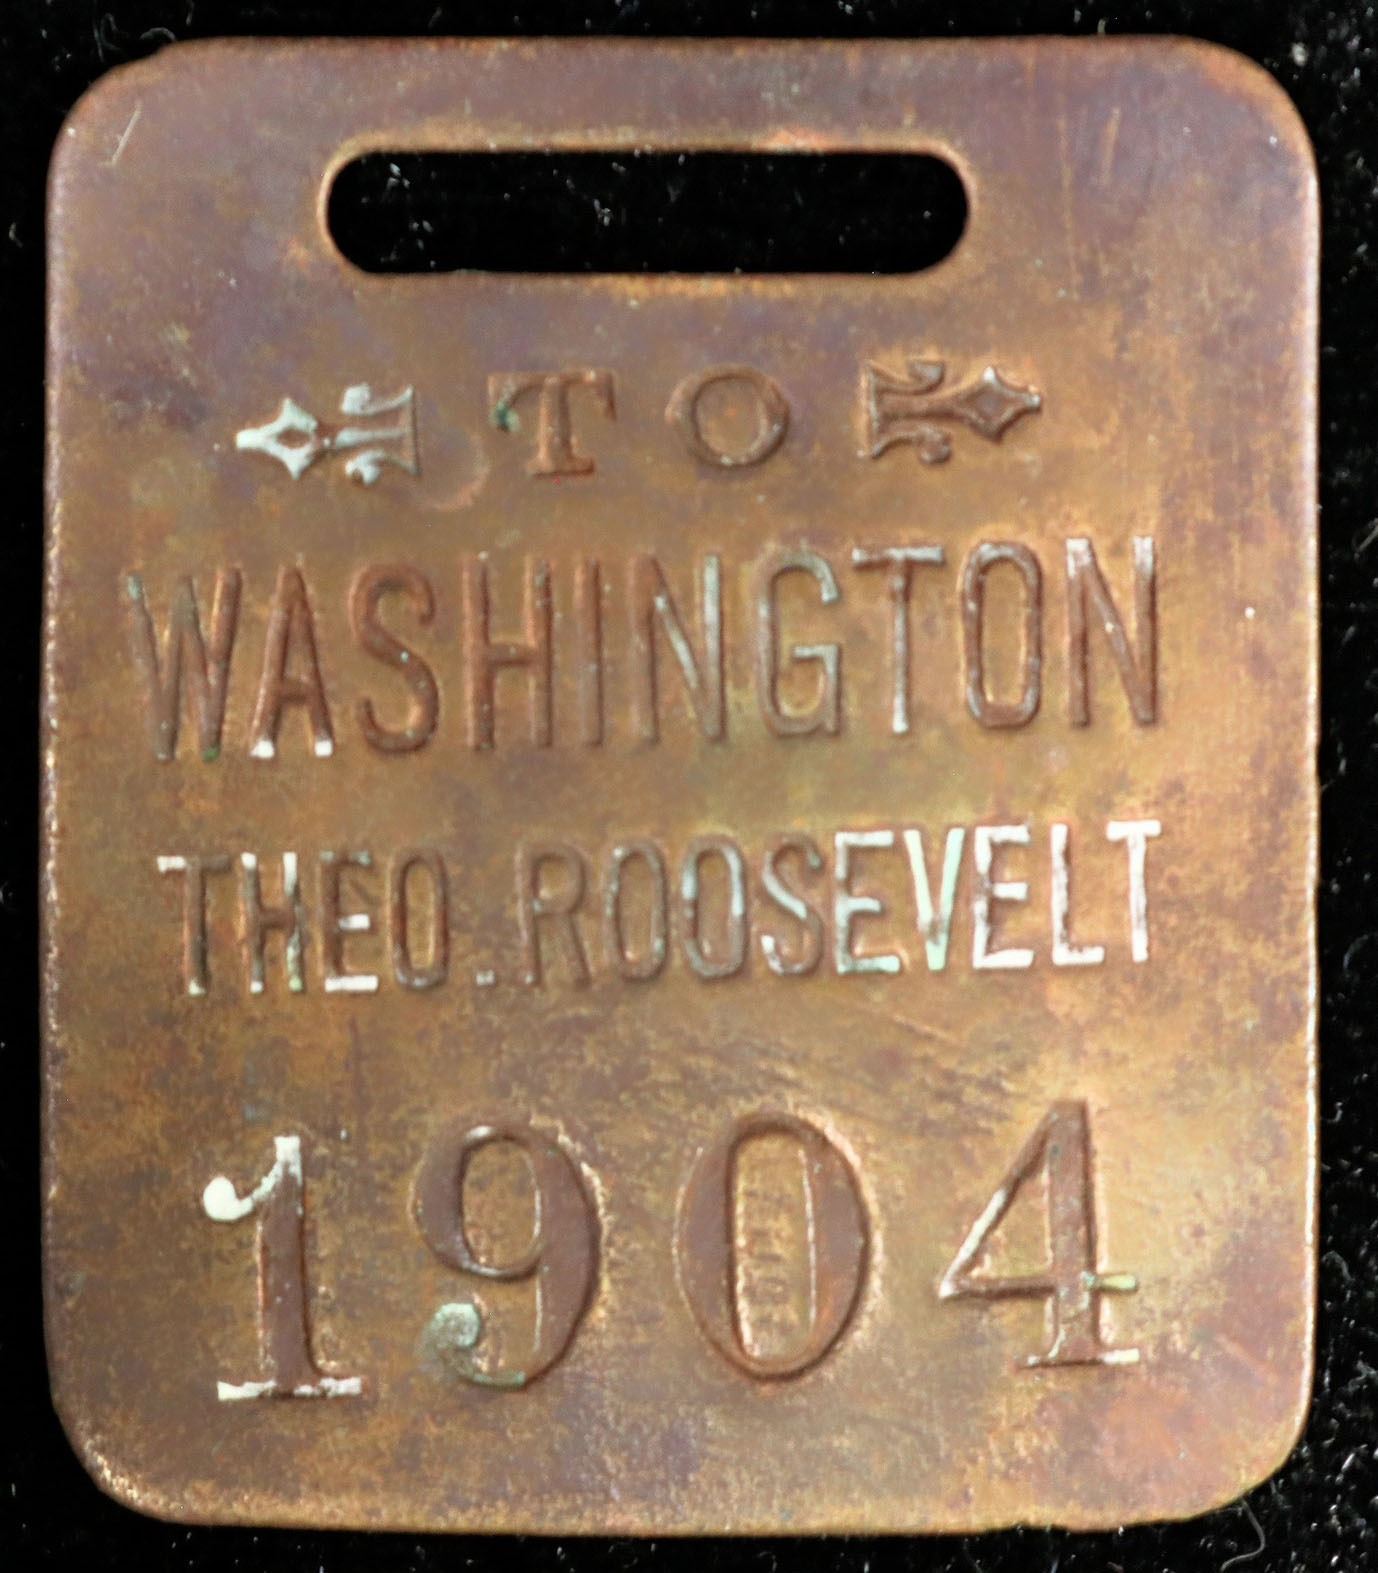 TO
WASHINGTON
THEO. ROOSEVELT
1904